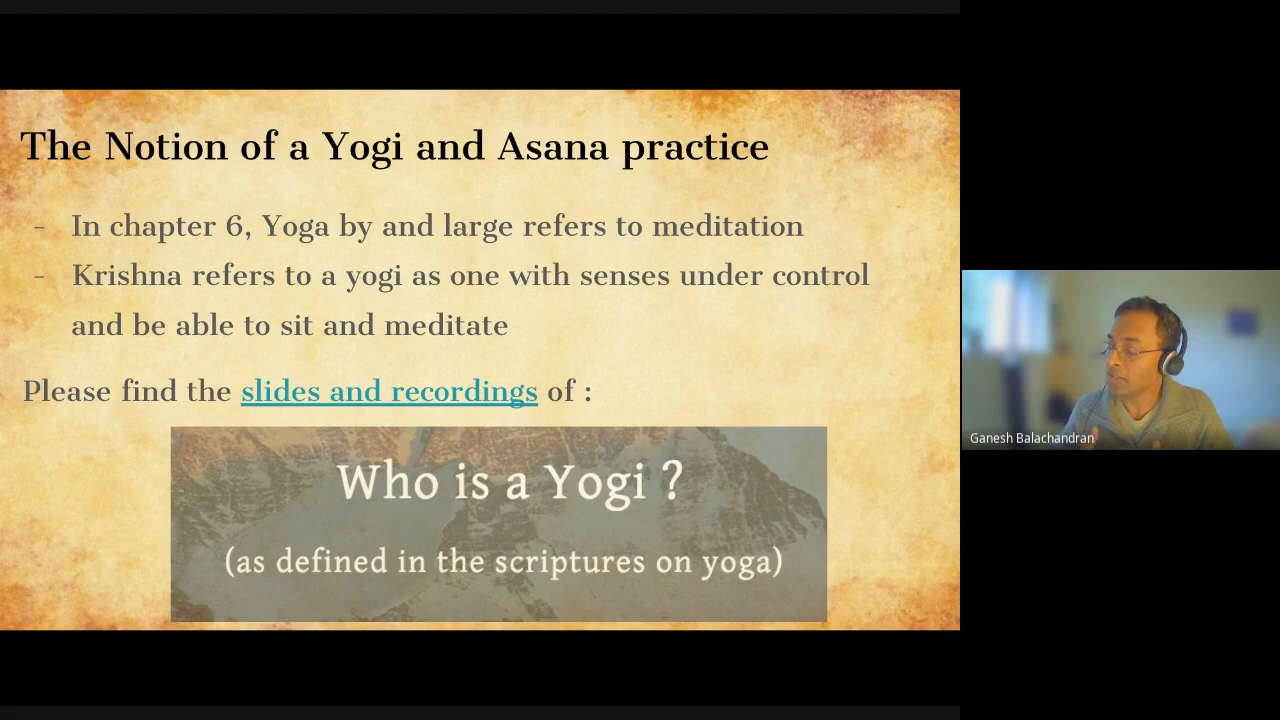 The Notion of a Yogi and Asana practice
- In chapter 6, Yoga by and large refers to meditation
- Krishna refers to a yogi as one with senses under control
and be able to sit and meditate
Please find the slides and recordings of :
Who is a Yogi ?
(as defined in the scriptures on yoga)
Ganesh Balachandran